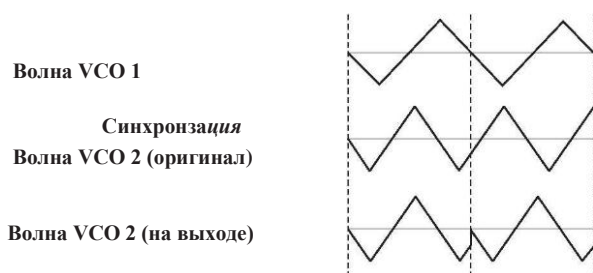 Волна VCO 1
Синхронзация
Волна VCO 2 (оригинал)
Волна VCO 2 (на выходе)